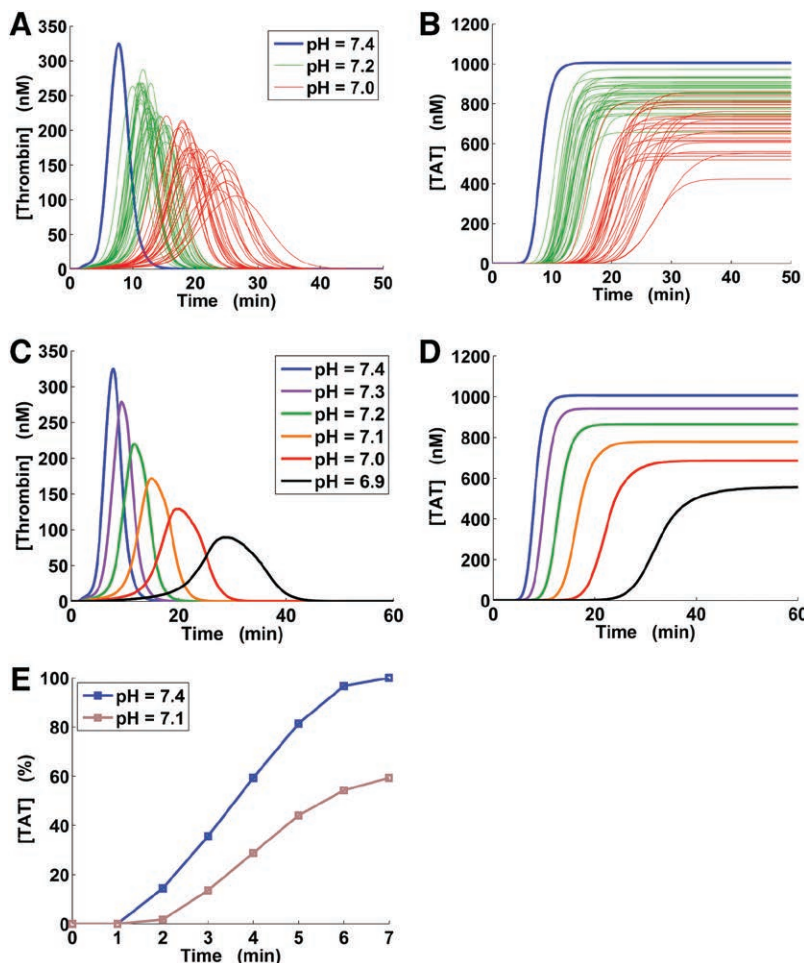 A
350
300
250
200
150
100
50
0
[Thrombin] (nM)
pH = 7.4
pH = 7.2
pH = 7.0
0 10 20 30 40 50
Time (min)
B
1200
1000
800
600
400
200
0
[TAT] (nM)
0 10 20 30 40 50
Time (min)
C
350
300
250
200
150
100
50
0
[Thrombin] (nM)
pH = 7.4
pH = 7.3
pH = 7.2
pH = 7.1
pH = 7.0
pH = 6.9
0 20 40 60
Time (min)
D
1200
1000
800
600
400
200
0
[TAT] (nM)
0 20 40 60
Time (min)
E
100
80
60
40
20
0
[TAT] (%)
pH = 7.4
pH = 7.1
0 1 2 3 4 5 6 7
Time (min)